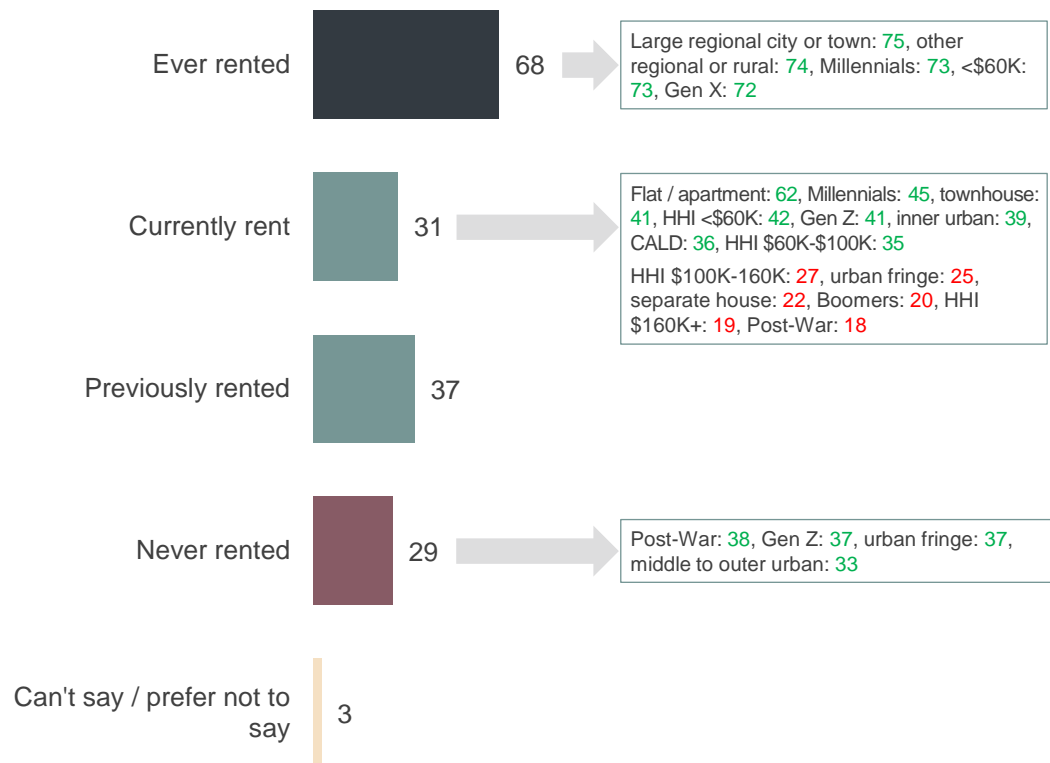 Ever rented
68
Large regional city or town: 75, other
regional or rural: 74, Millennials: 73, <$60K:
73, Gen X: 72
Currently rent
31
Flat / apartment: 62, Millennials: 45, townhouse:
41, HHI <$60K: 42, Gen Z: 41, inner urban: 39,
CALD: 36, HHI $60K-$100K: 35
HHI $100K-160K: 27, urban fringe: 25,
separate house: 22, Boomers: 20, HHI
$160K+: 19, Post-War: 18
Previously rented
37
Never rented
29
Post-War: 38, Gen Z: 37, urban fringe: 37,
middle to outer urban: 33
Can't say / prefer not to
say
3